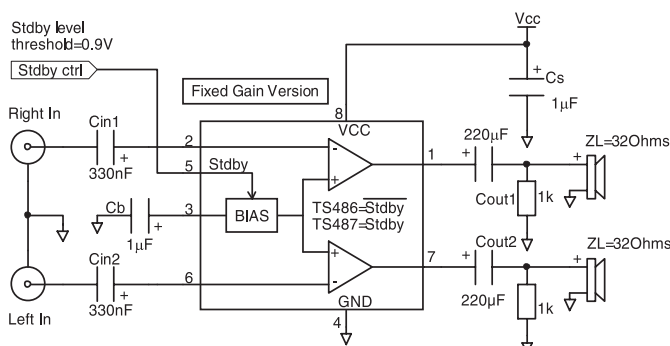 Stdby level
threshold=0.9V
Stdby ctrl
Fixed Gain Version
Vcc
+
Cs
1µF
Right In
Cin1
+
330nF
2
5
Stdby
8
VCC
-
+
1
220µF
+
Cout1
1k
+
ZL=32Ohms
Cb
+
1µF
3
BIAS
TS486=Stdby
TS487=Stdby
Cin2
+
330nF
Left In
6
+
-
7
Cout2
+
220µF
1k
+
ZL=32Ohms
GND
4